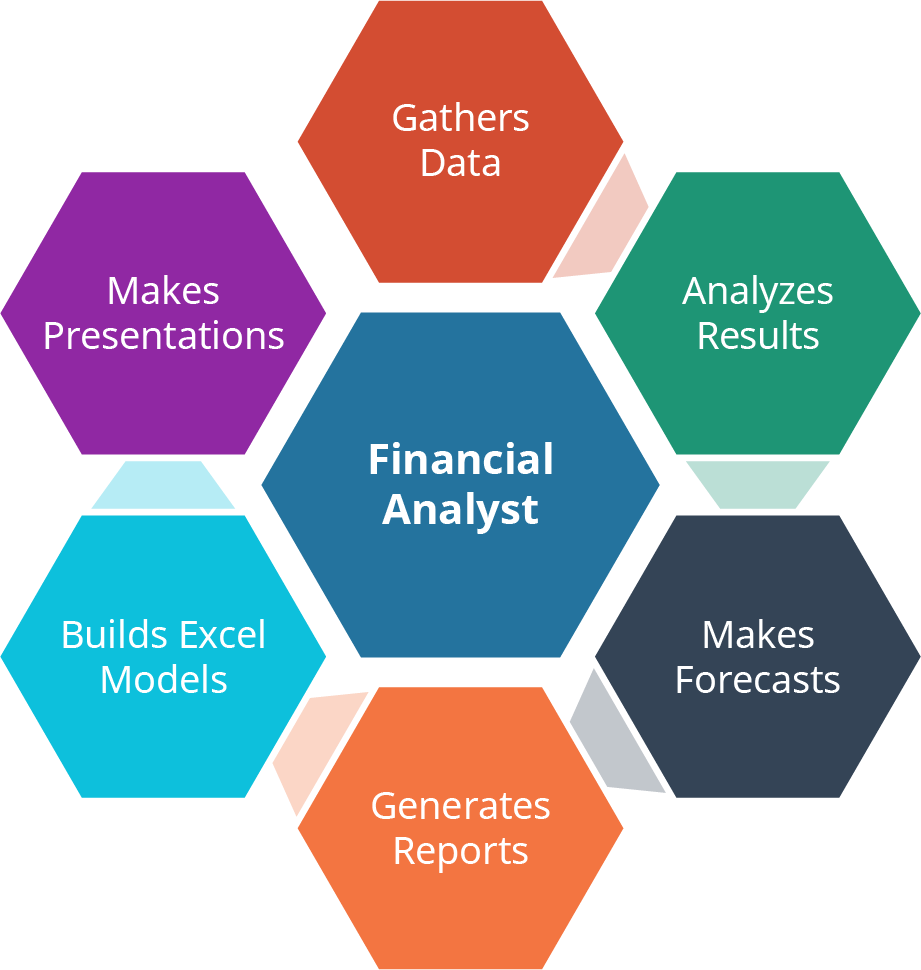 Gathers
Data
Analyzes
Results
Makes
Forecasts
Generates
Reports
Builds Excel
Models
Makes
Presentations
Financial
Analyst